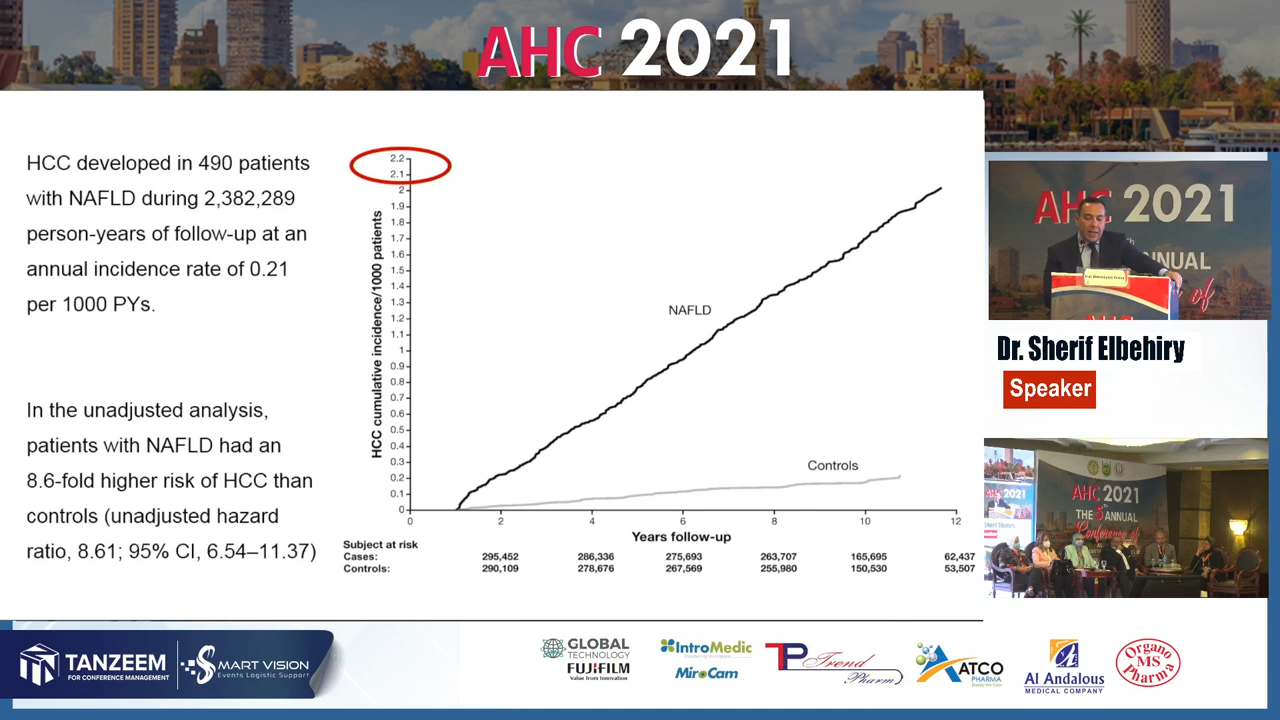 AHC 2021
HCC developed in 490 patients
with NAFLD during 2,382,289
person-years of follow-up at an
annual incidence rate of 0.21
per 1000 PYs.
In the unadjusted analysis,
patients with NAFLD had an
8.6-fold higher risk of HCC than
controls (unadjusted hazard
ratio, 8.61; 95% CI, 6.54–11.37)
HCC cumulative incidence/1000 patients
2.2
2.1
2
1.9
1.8
1.7
1.6
1.5
1.4
1.3
1.2
1.1
1
0.9
0.8
0.7
0.6
0.5
0.4
0.3
0.2
0.1
0
NAFLD
Controls
0 2 4 6 8 10 12
Years follow-up
Subject at risk
Cases: 295,452 286,336 275,693 263,707 165,695 62,437
Controls: 290,109 278,676 267,569 255,980 150,530 53,507
AHC 2021
NNUAL
of
AHC
Dr. Sherif Elbehiry
Speaker
AHC 2021
THE 5th ANNUAL
Conference of
TANZEEM
FOR CONFERENCE MANAGEMENT
SMART VISION
Events Logistic Support
GLOBAL
TECHNOLOGY
FUJIFILM
Value from Innovation
IntroMedic
MiroCam
TP Trend
Pharm
ATCO
PHARMA
Quality We Care
Al Andalous
MEDICAL COMPANY
Organo
MS
Pharma